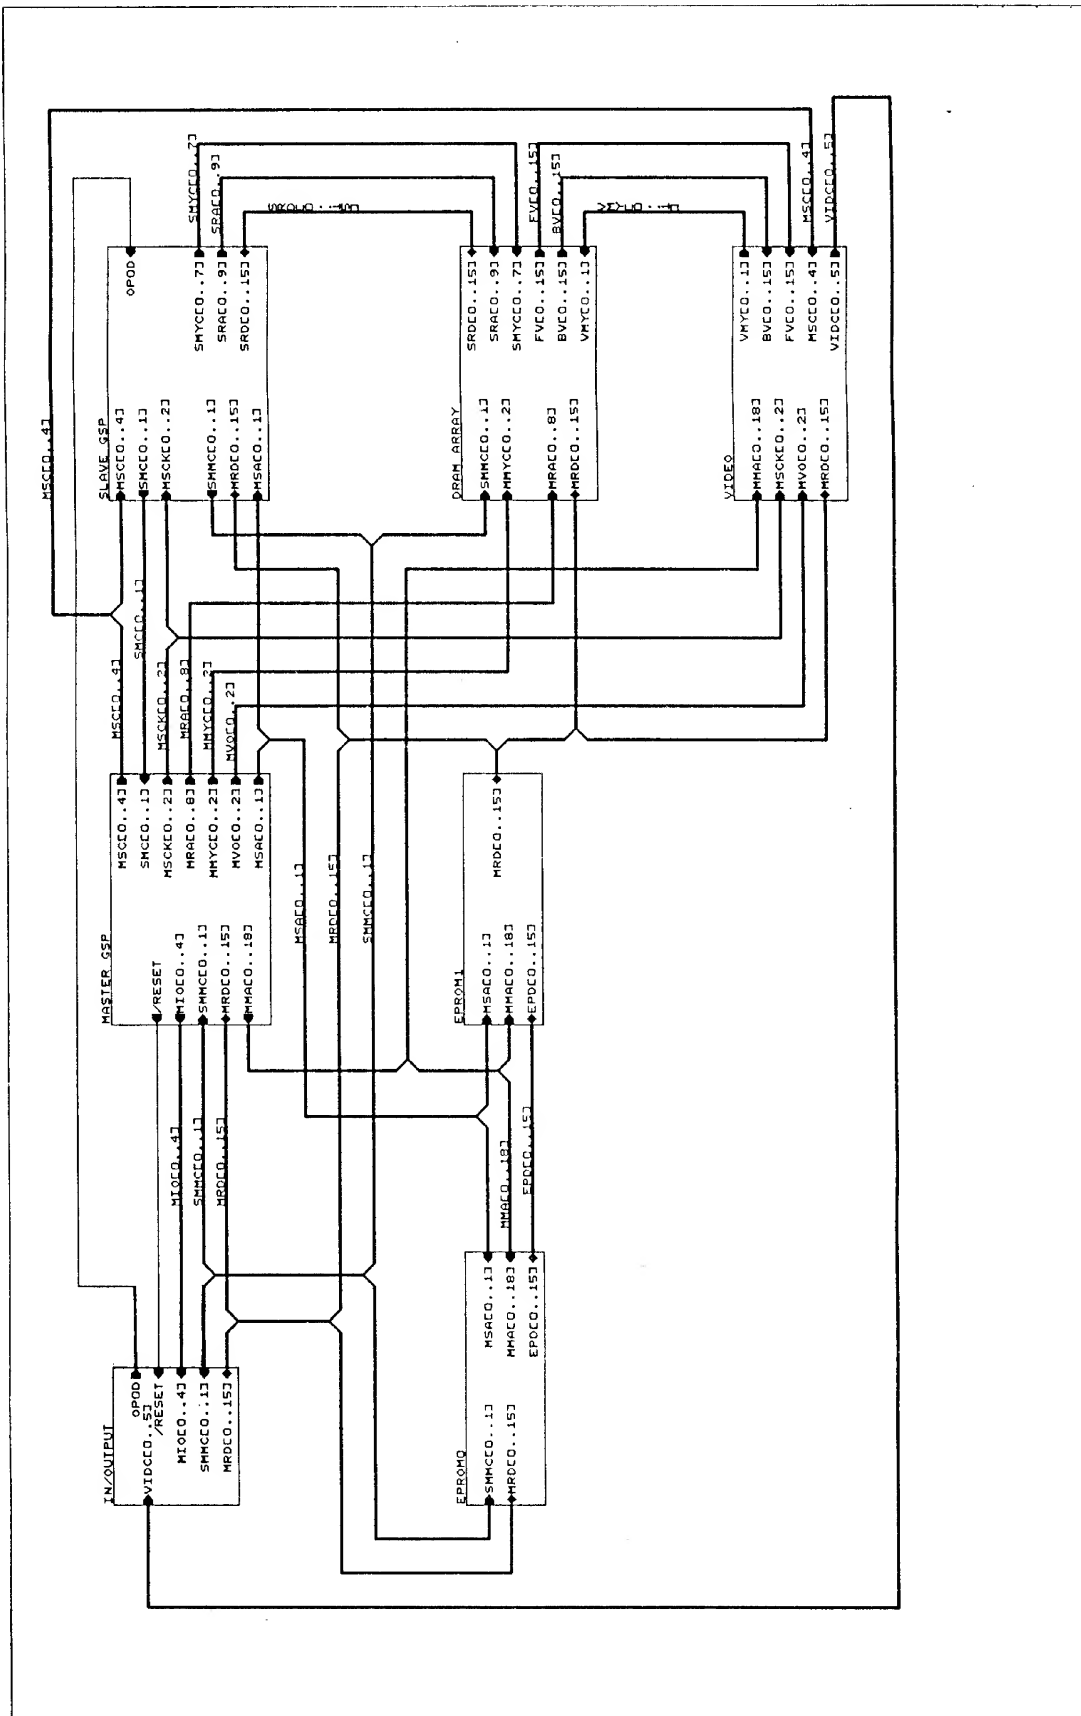 IN/OUTPUT
VIDC[0..5]
OPOD
/RESET
MIO[0..4]
SMMC[0..1]
MRD[0..15]
MIO[0..4]
SMMC[0..1]
MRD[0..15]
MASTER GSP
/RESET
MIO[0..4]
SMMC[0..1]
MRD[0..15]
MMA[0..18]
MSC[0..4]
SMC[0..1]
MSCK[0..2]
MRA[0..8]
MMYC[0..2]
MVO[0..2]
MSA[0..1]
MSC[0..4]
SMC[0..1]
MSCK[0..2]
MRA[0..8]
MMYC[0..2]
MVO[0..2]
MSC[0..4]
SLAVE GSP
MSC[0..4]
SMC[0..1]
MSCK[0..2]
SMMC[0..1]
MRD[0..15]
MSA[0..1]
OPOD
SMYC[0..7]
SRA[0..9]
SRD[0..15]
SMYC[0..7]
SRA[0..9]
MSA[0..1]
MRD[0..15]
SMMC[0..1]
EPROM0
SMMC[0..1]
MRD[0..15]
MSA[0..1]
MMA[0..18]
EPD[0..15]
MMA[0..18]
EPD[0..15]
EPROM1
MSA[0..1]
MMA[0..18]
EPD[0..15]
MRD[0..15]
DRAM ARRAY
SMMC[0..1]
MMYC[0..2]
MRA[0..8]
MRD[0..15]
SRD[0..15]
SRA[0..9]
SMYC[0..7]
FV[0..15]
BV[0..15]
VMY[0..1]
FV[0..15]
BV[0..15]
VIDEO
MMA[0..18]
MSCK[0..2]
MVO[0..2]
MRD[0..15]
VMY[0..1]
BV[0..15]
FV[0..15]
MSC[0..4]
VIDC[0..5]
MSC[0..4]
VIDC[0..5]